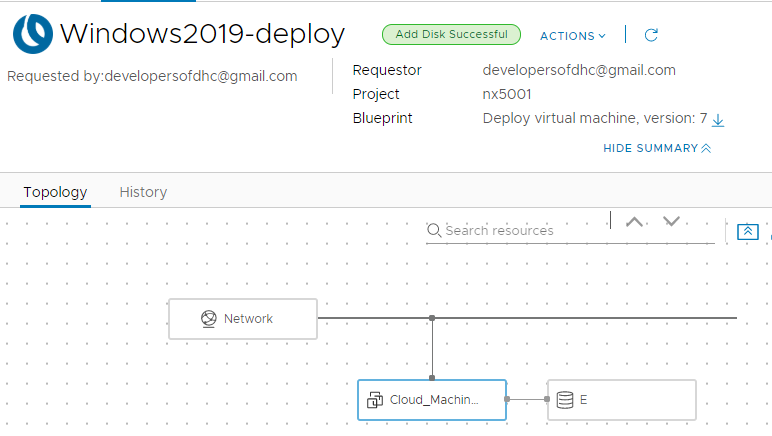 Windows2019-deploy
Add Disk Successful
ACTIONS
Requested by:developersofdhc@gmail.com
Requestor developersofdhc@gmail.com
Project nx5001
Blueprint Deploy virtual machine, version: 7
HIDE SUMMARY
Topology History
Search resources
Network
Cloud_Machin...
E